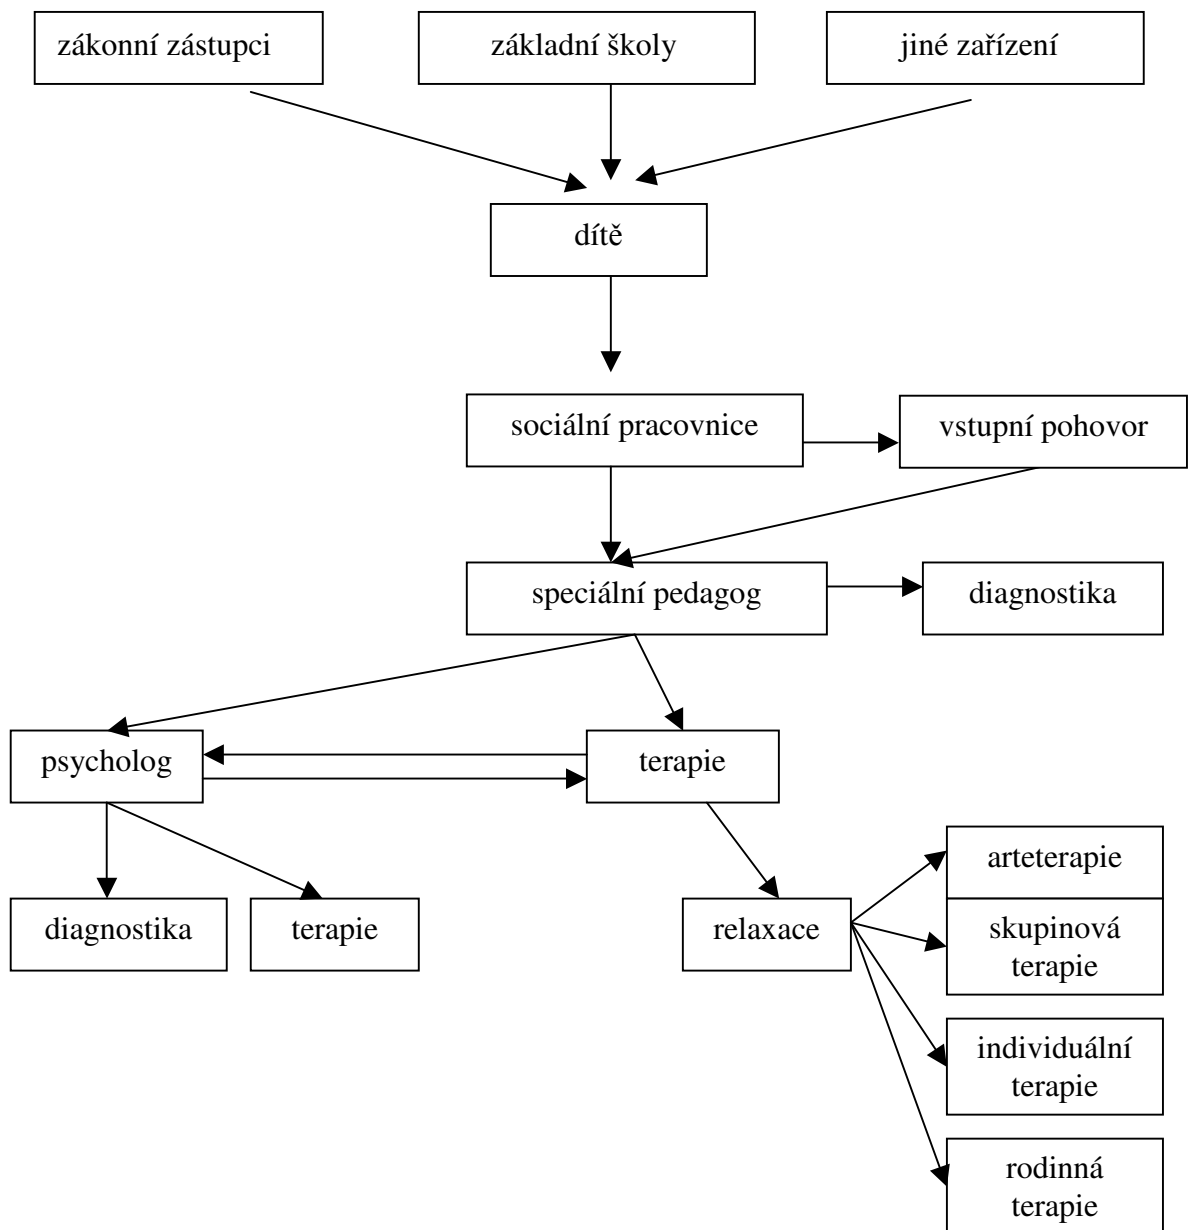 zákonní zástupci
základní školy
jiné zařízení
dítě
sociální pracovnice
vstupní pohovor
speciální pedagog
diagnostika
psycholog
terapie
arteterapie
diagnostika
terapie
relaxace
skupinová
terapie
individuální
terapie
rodinná
terapie